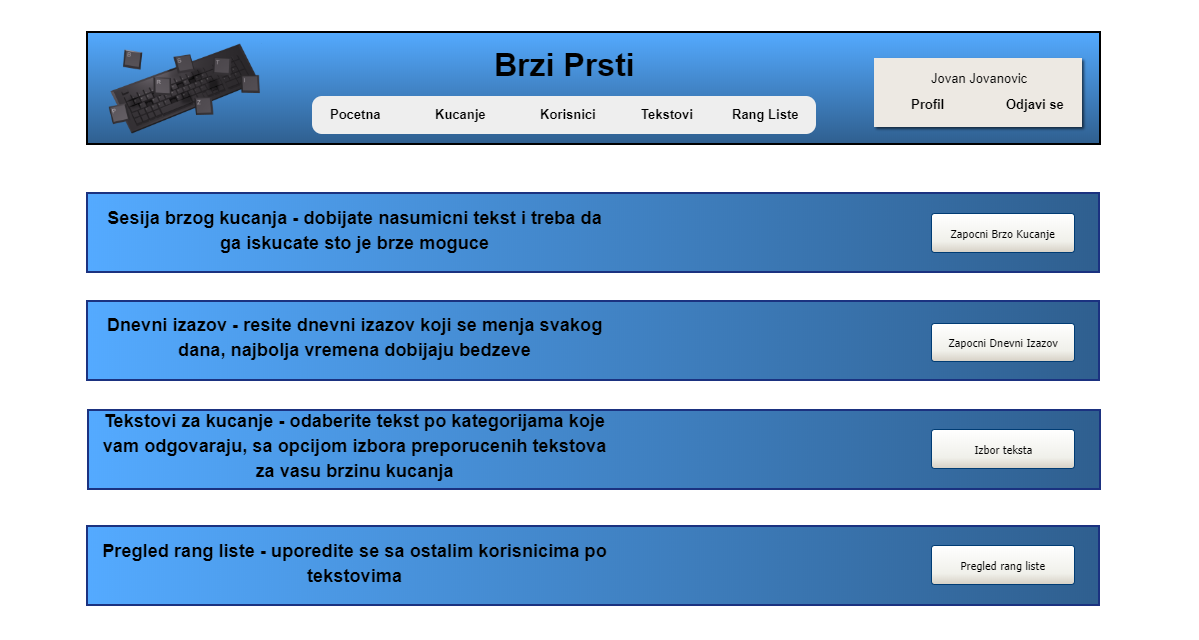 Brzi Prsti
Pocetna Kucanje Korisnici Tekstovi Rang Liste
Jovan Jovanovic
Profil Odjavi se
Sesija brzog kucanja - dobijate nasumicni tekst i treba da
ga iskucate sto je brze moguce
Zapocni Brzo Kucanje
Dnevni izazov - resite dnevni izazov koji se menja svakog
dana, najbolja vremena dobijaju bedzeve
Zapocni Dnevni Izazov
Tekstovi za kucanje - odaberite tekst po kategorijama koje
vam odgovaraju, sa opcijom izbora preporucenih tekstova
za vasu brzinu kucanja
Izbor teksta
Pregled rang liste - uporedite se sa ostalim korisnicima po
tekstovima
Pregled rang liste